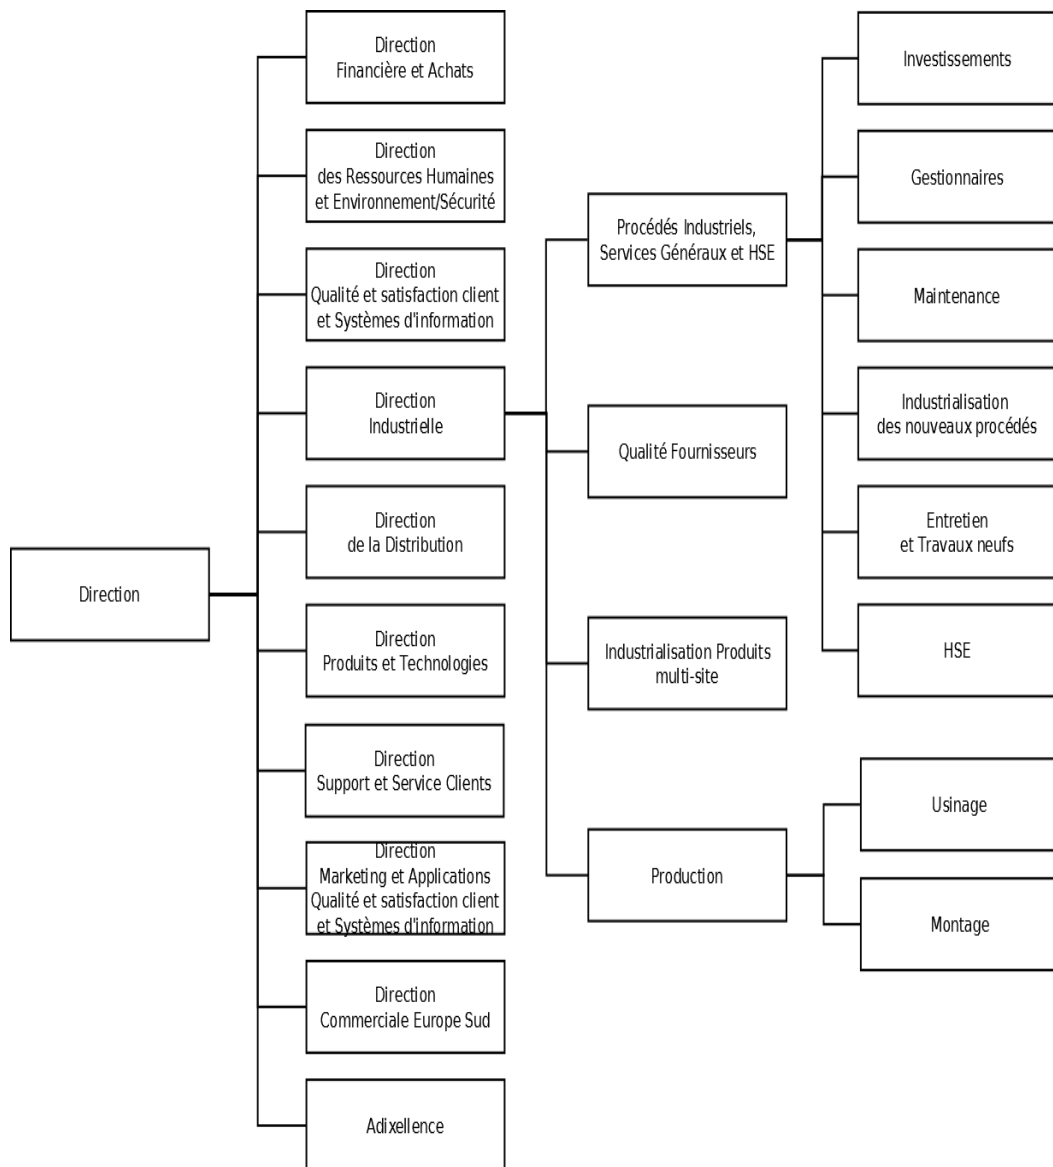 Direction
Direction
Financière et Achats
Direction
des Ressources Humaines
et Environnement/Sécurité
Direction
Qualité et satisfaction client
et Systèmes d'information
Direction
Industrielle
Direction
de la Distribution
Direction
Produits et Technologies
Direction
Support et Service Clients
Direction
Marketing et Applications
Qualité et satisfaction client
et Systèmes d'information
Direction
Commerciale Europe Sud
Adixellence
Procédés Industriels,
Services Généraux et HSE
Qualité Fournisseurs
Industrialisation Produits
multi-site
Production
Investissements
Gestionnaires
Maintenance
Industrialisation
des nouveaux procédés
Entretien
et Travaux neufs
HSE
Usinage
Montage